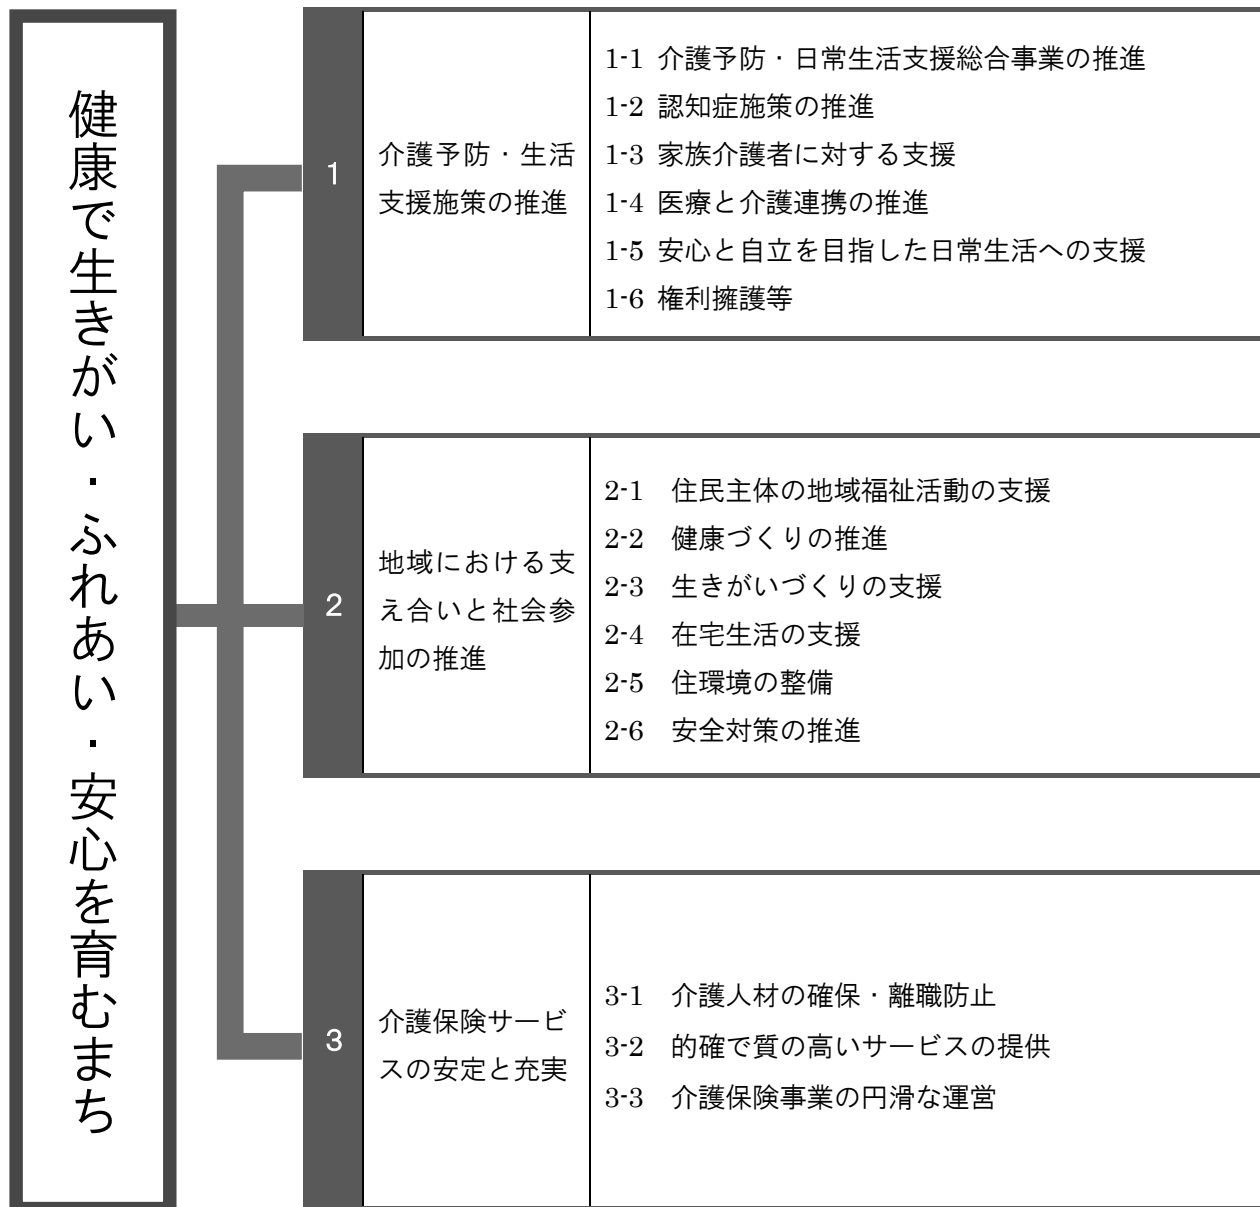 健康で生きがい・ふれあい・安心を育むまち
1
介護予防・生活
支援施策の推進
1-1 介護予防・日常生活支援総合事業の推進
1-2 認知症施策の推進
1-3 家族介護者に対する支援
1-4 医療と介護連携の推進
1-5 安心と自立を目指した日常生活への支援
1-6 権利擁護等
2
地域における支
え合いと社会参
加の推進
2-1 住民主体の地域福祉活動の支援
2-2 健康づくりの推進
2-3 生きがいづくりの支援
2-4 在宅生活の支援
2-5 住環境の整備
2-6 安全対策の推進
3
介護保険サービ
スの安定と充実
3-1 介護人材の確保・離職防止
3-2 的確で質の高いサービスの提供
3-3 介護保険事業の円滑な運営